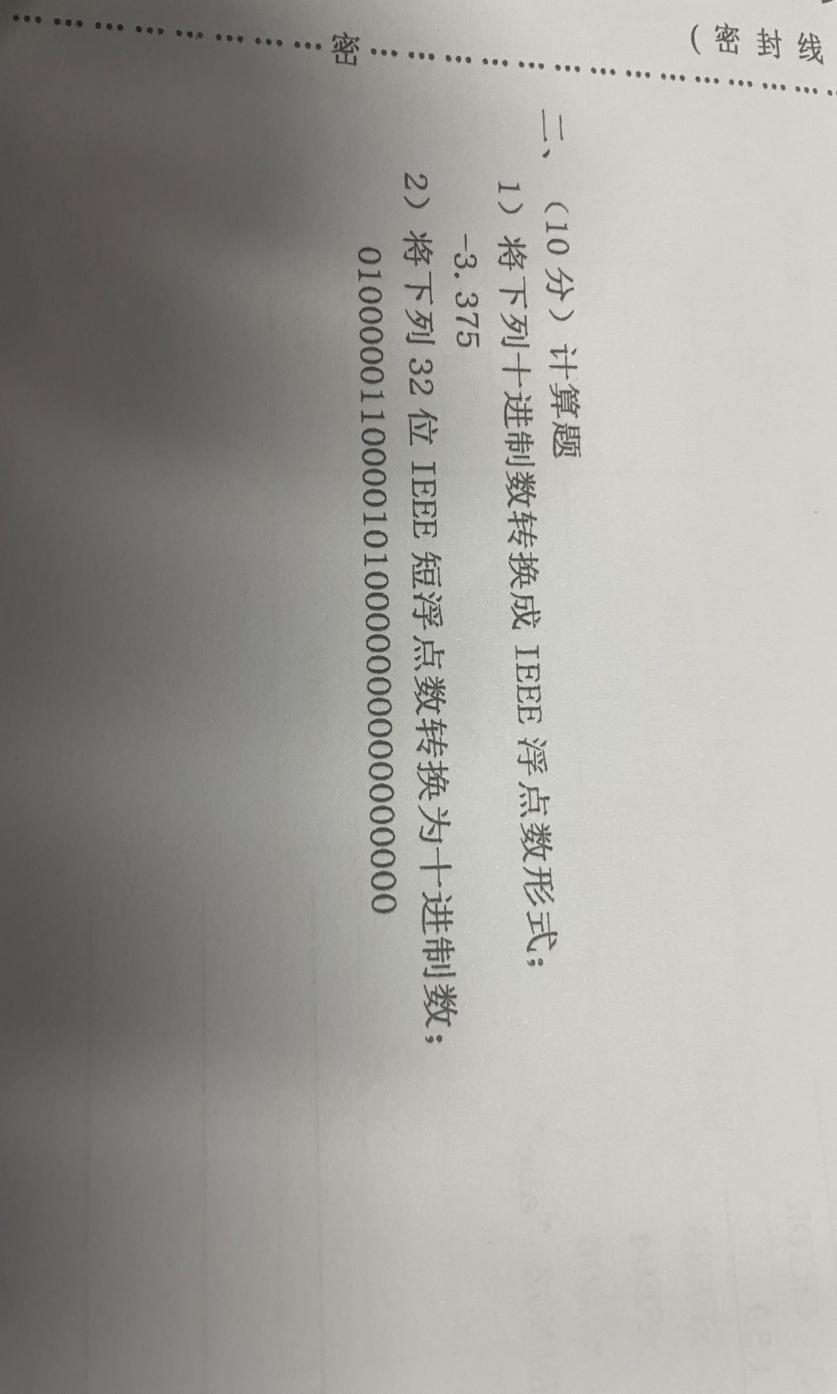 (密封线
密
二、（10 分）计算题
1）将下列十进制数转换成 IEEE 浮点数形式；
-3.375
2）将下列 32 位 IEEE 短浮点数转换为十进制数；
01000001100001010000000000000000